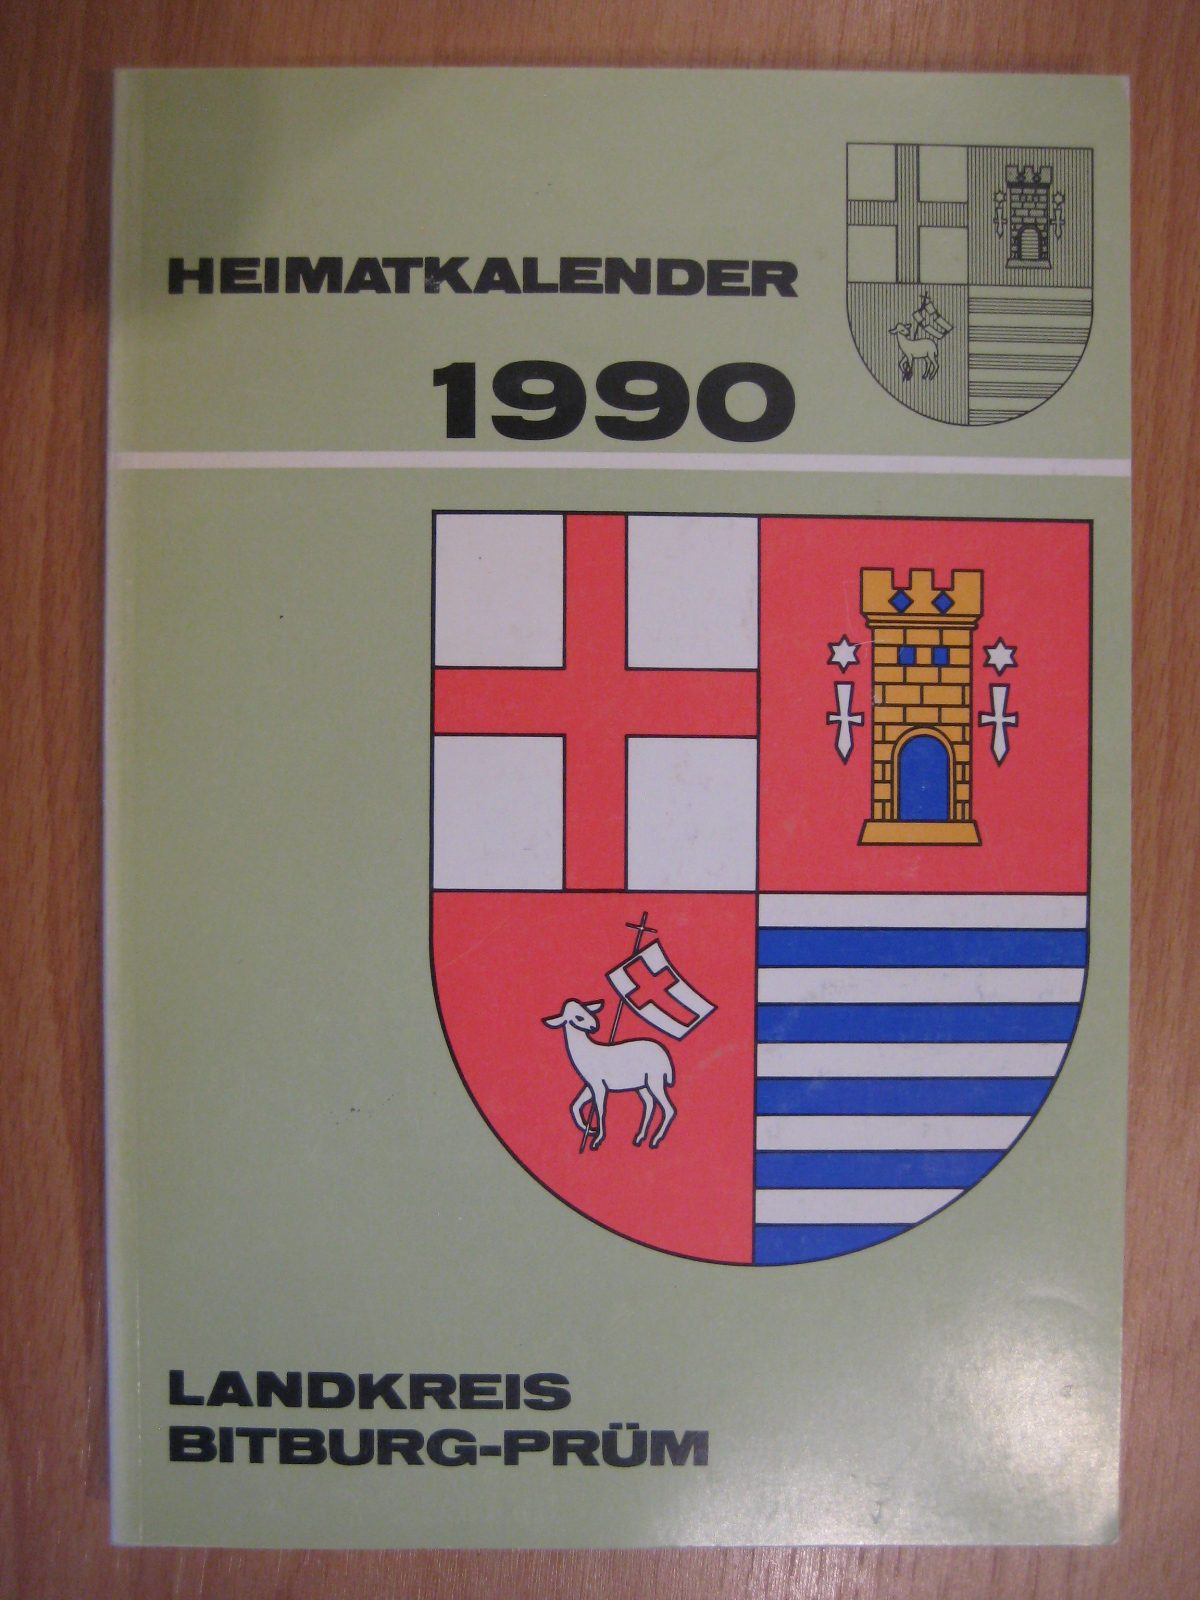 HEIMATKALENDER
1990
LANDKREIS
BITBURG-PRÜM